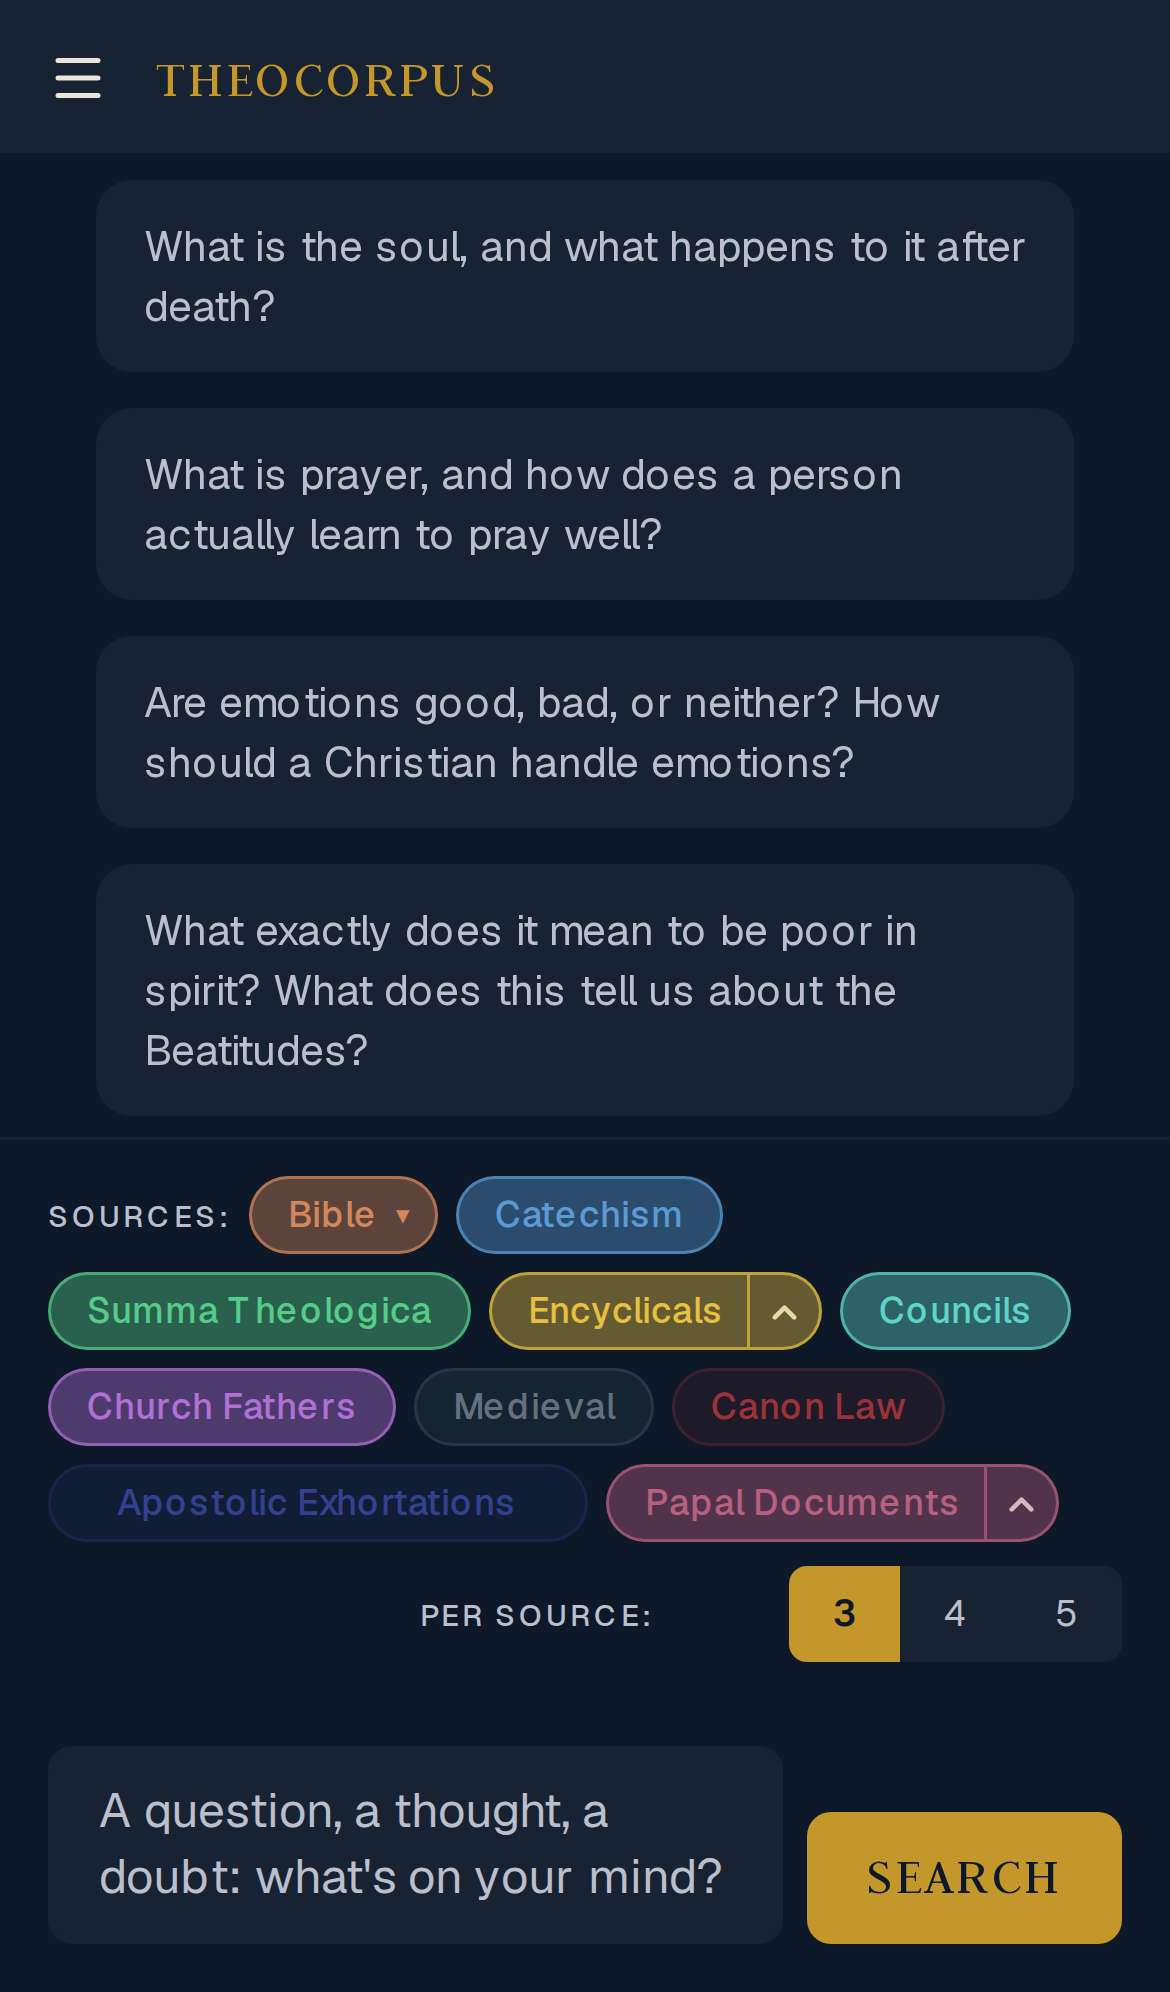 THEOCORPUS
What is the soul, and what happens to it after
death?
What is prayer, and how does a person
actually learn to pray well?
Are emotions good, bad, or neither? How
should a Christian handle emotions?
What exactly does it mean to be poor in
spirit? What does this tell us about the
Beatitudes?
SOURCES: Bible ▾ Catechism
Summa Theologica Encyclicals Councils
Church Fathers Medieval Canon Law
Apostolic Exhortations Papal Documents
PER SOURCE: 3 4 5
A question, a thought, a
doubt: what's on your mind?
SEARCH